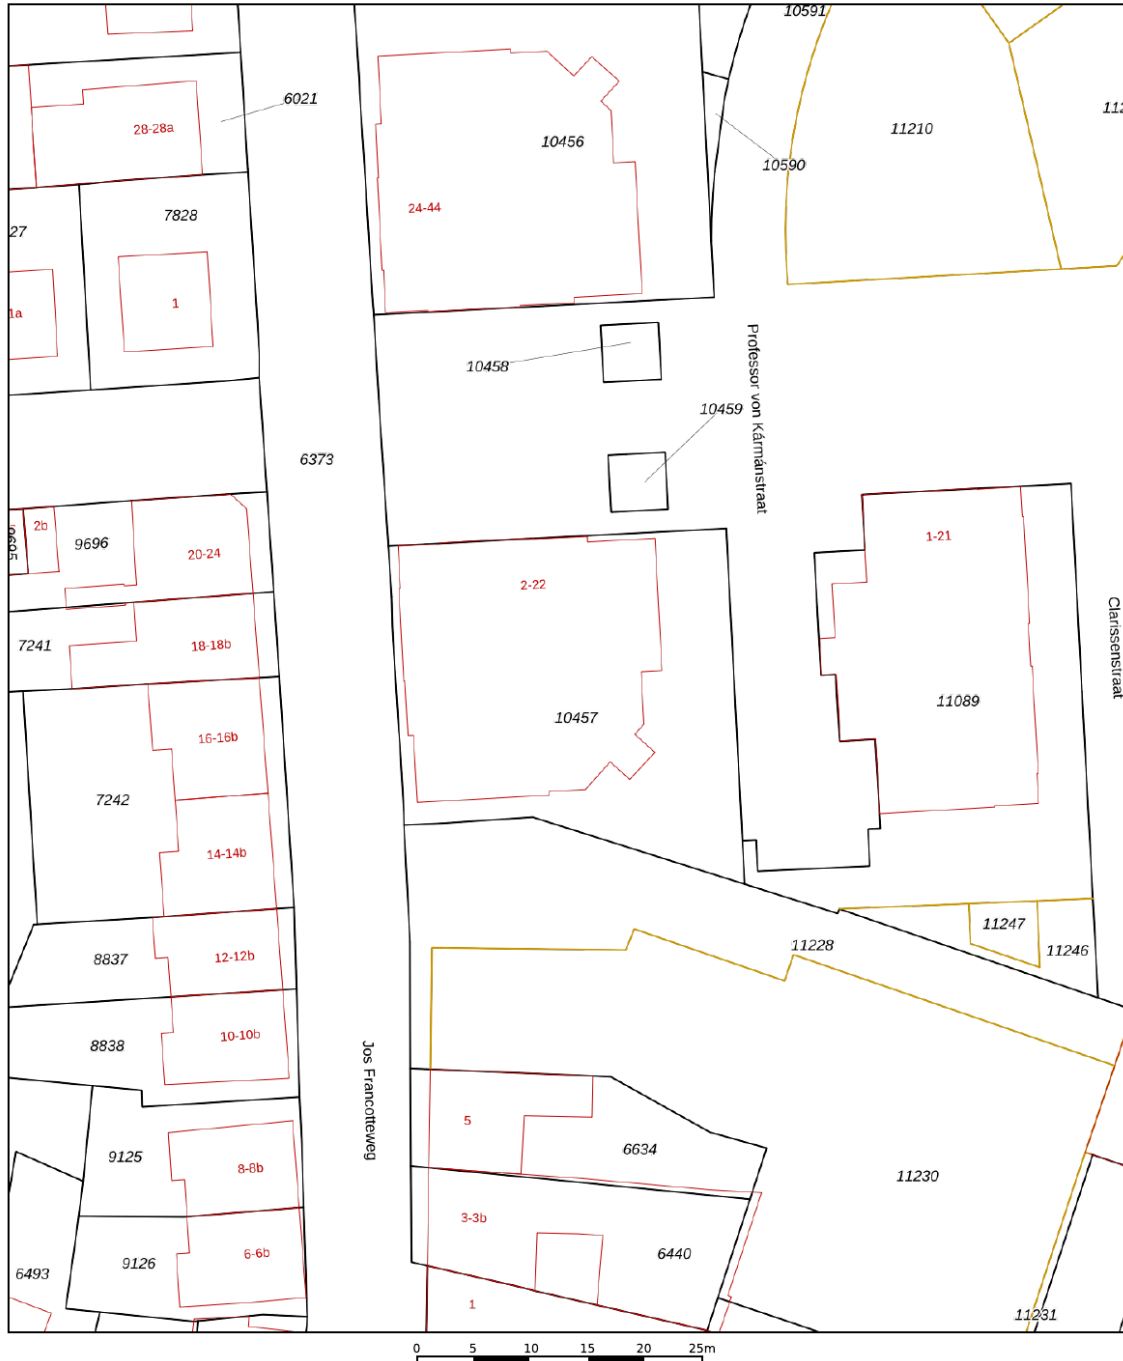 10591
6021
28-28a
10456
11210
112
10590
7828
24-44
27
1
1a
10458
Professor von Kármánstraat
10459
6373
2b
9696
9695
20-24
1-21
2-22
Clarissenstraat
7241
18-18b
10457
11089
16-16b
7242
14-14b
11247
11228
11246
8837
12-12b
10-10b
8838
Jos Francotteweg
5
6634
9125
8-8b
11230
3-3b
6440
9126
6-6b
6493
1
11231
0 5 10 15 20 25m